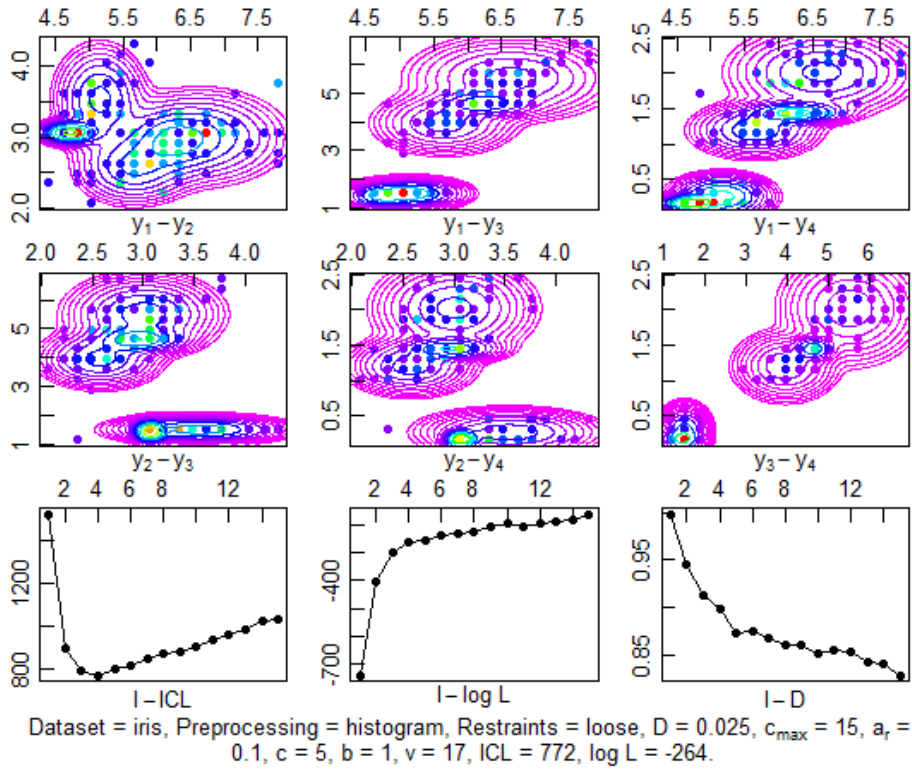 4.5 5.5 6.5 7.5 4.5 5.5 6.5 7.5 4.5 5.5 6.5 7.5
2.0 3.0 4.0
1 3 5
0.5 1.5 2.5
y1 – y2 y1 – y3 y1 – y4
2.0 2.5 3.0 3.5 4.0 2.0 2.5 3.0 3.5 4.0 1 2 3 4 5 6
1 3 5
0.5 1.5 2.5
0.5 1.5 2.5
y2 – y3 y2 – y4 y3 – y4
2 4 6 8 12 2 4 6 8 12 2 4 6 8 12
800 1200
-700 -400
0.85 0.95
l – ICL l – log L l – D
Dataset = iris, Preprocessing = histogram, Restraints = loose, D = 0.025, cmax = 15, ar =
0.1, c = 5, b = 1, v = 17, ICL = 772, log L = -264.